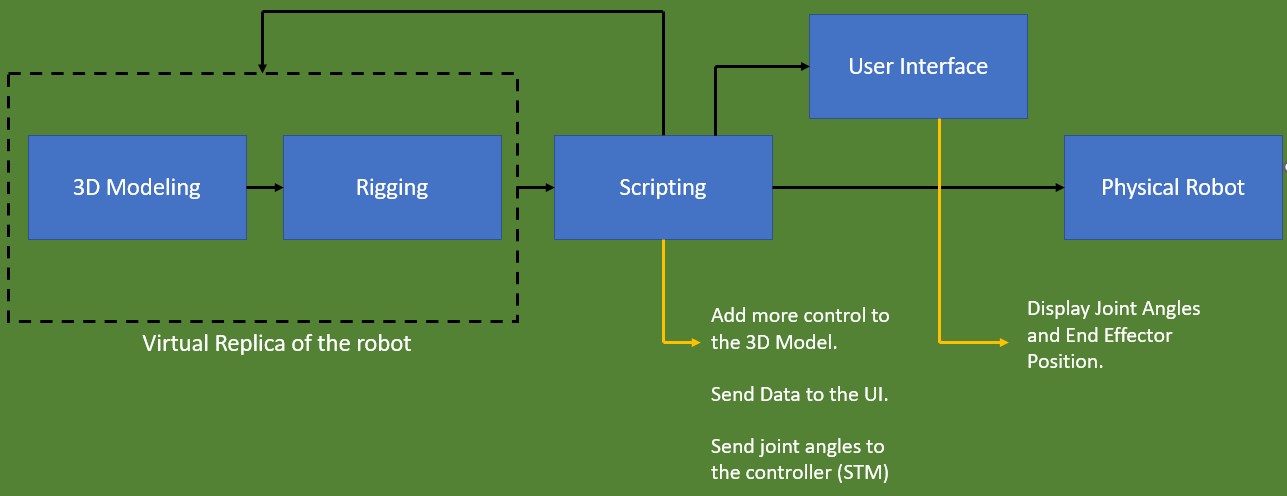 User Interface
3D Modeling
Rigging
Scripting
Physical Robot
Virtual Replica of the robot
Add more control to
the 3D Model.
Send Data to the UI.
Send joint angles to
the controller (STM)
Display Joint Angles
and End Effector
Position.